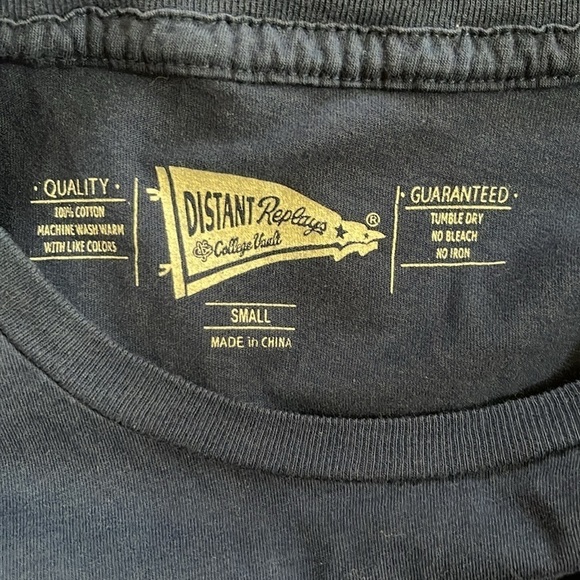 · QUALITY ·
100% COTTON
MACHINE WASH WARM
WITH LIKE COLORS
DISTANT Replays ®
College Vault
SMALL
MADE in CHINA
· GUARANTEED ·
TUMBLE DRY
NO BLEACH
NO IRON